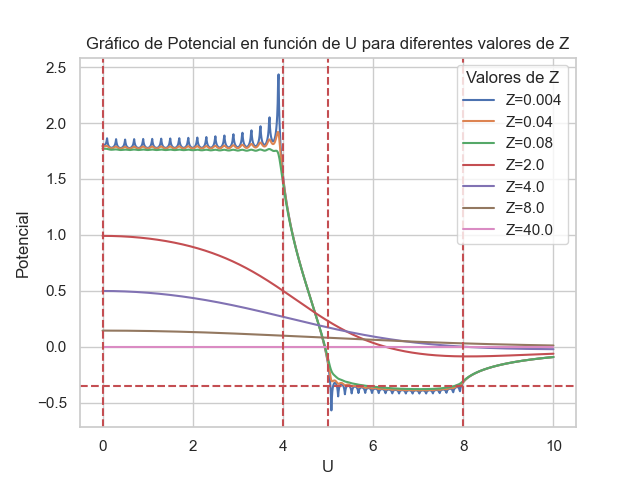 Gráfico de Potencial en función de U para diferentes valores de Z
Potencial
2.5
2.0
1.5
1.0
0.5
0.0
−0.5
0
2
4
6
8
10
U
Valores de Z
Z=0.004
Z=0.04
Z=0.08
Z=2.0
Z=4.0
Z=8.0
Z=40.0